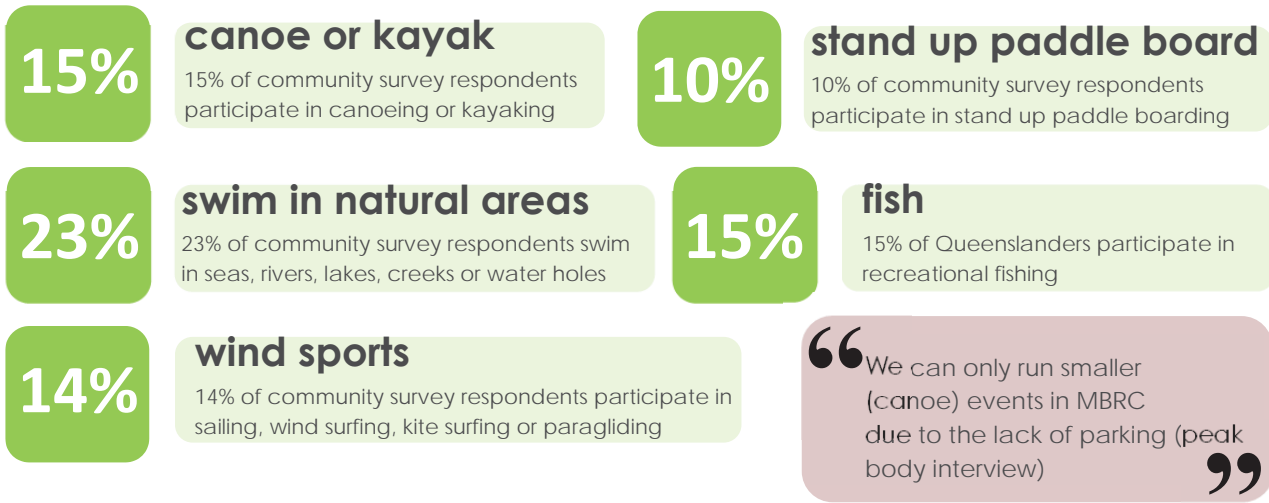 15%
canoe or kayak
15% of community survey respondents
participate in canoeing or kayaking
10%
stand up paddle board
10% of community survey respondents
participate in stand up paddle boarding
23%
swim in natural areas
23% of community survey respondents swim
in seas, rivers, lakes, creeks or water holes
15%
fish
15% of Queenslanders participate in
recreational fishing
14%
wind sports
14% of community survey respondents participate in
sailing, wind surfing, kite surfing or paragliding
“We can only run smaller
(canoe) events in MBRC
due to the lack of parking (peak
body interview)”